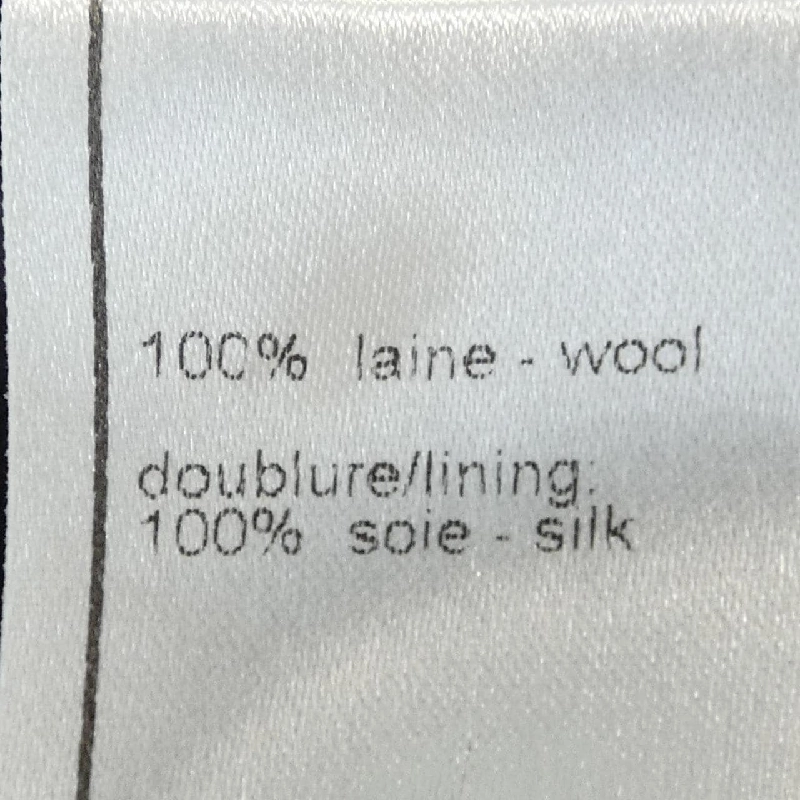 100% laine - wool
doublure/lining:
100% soie - silk